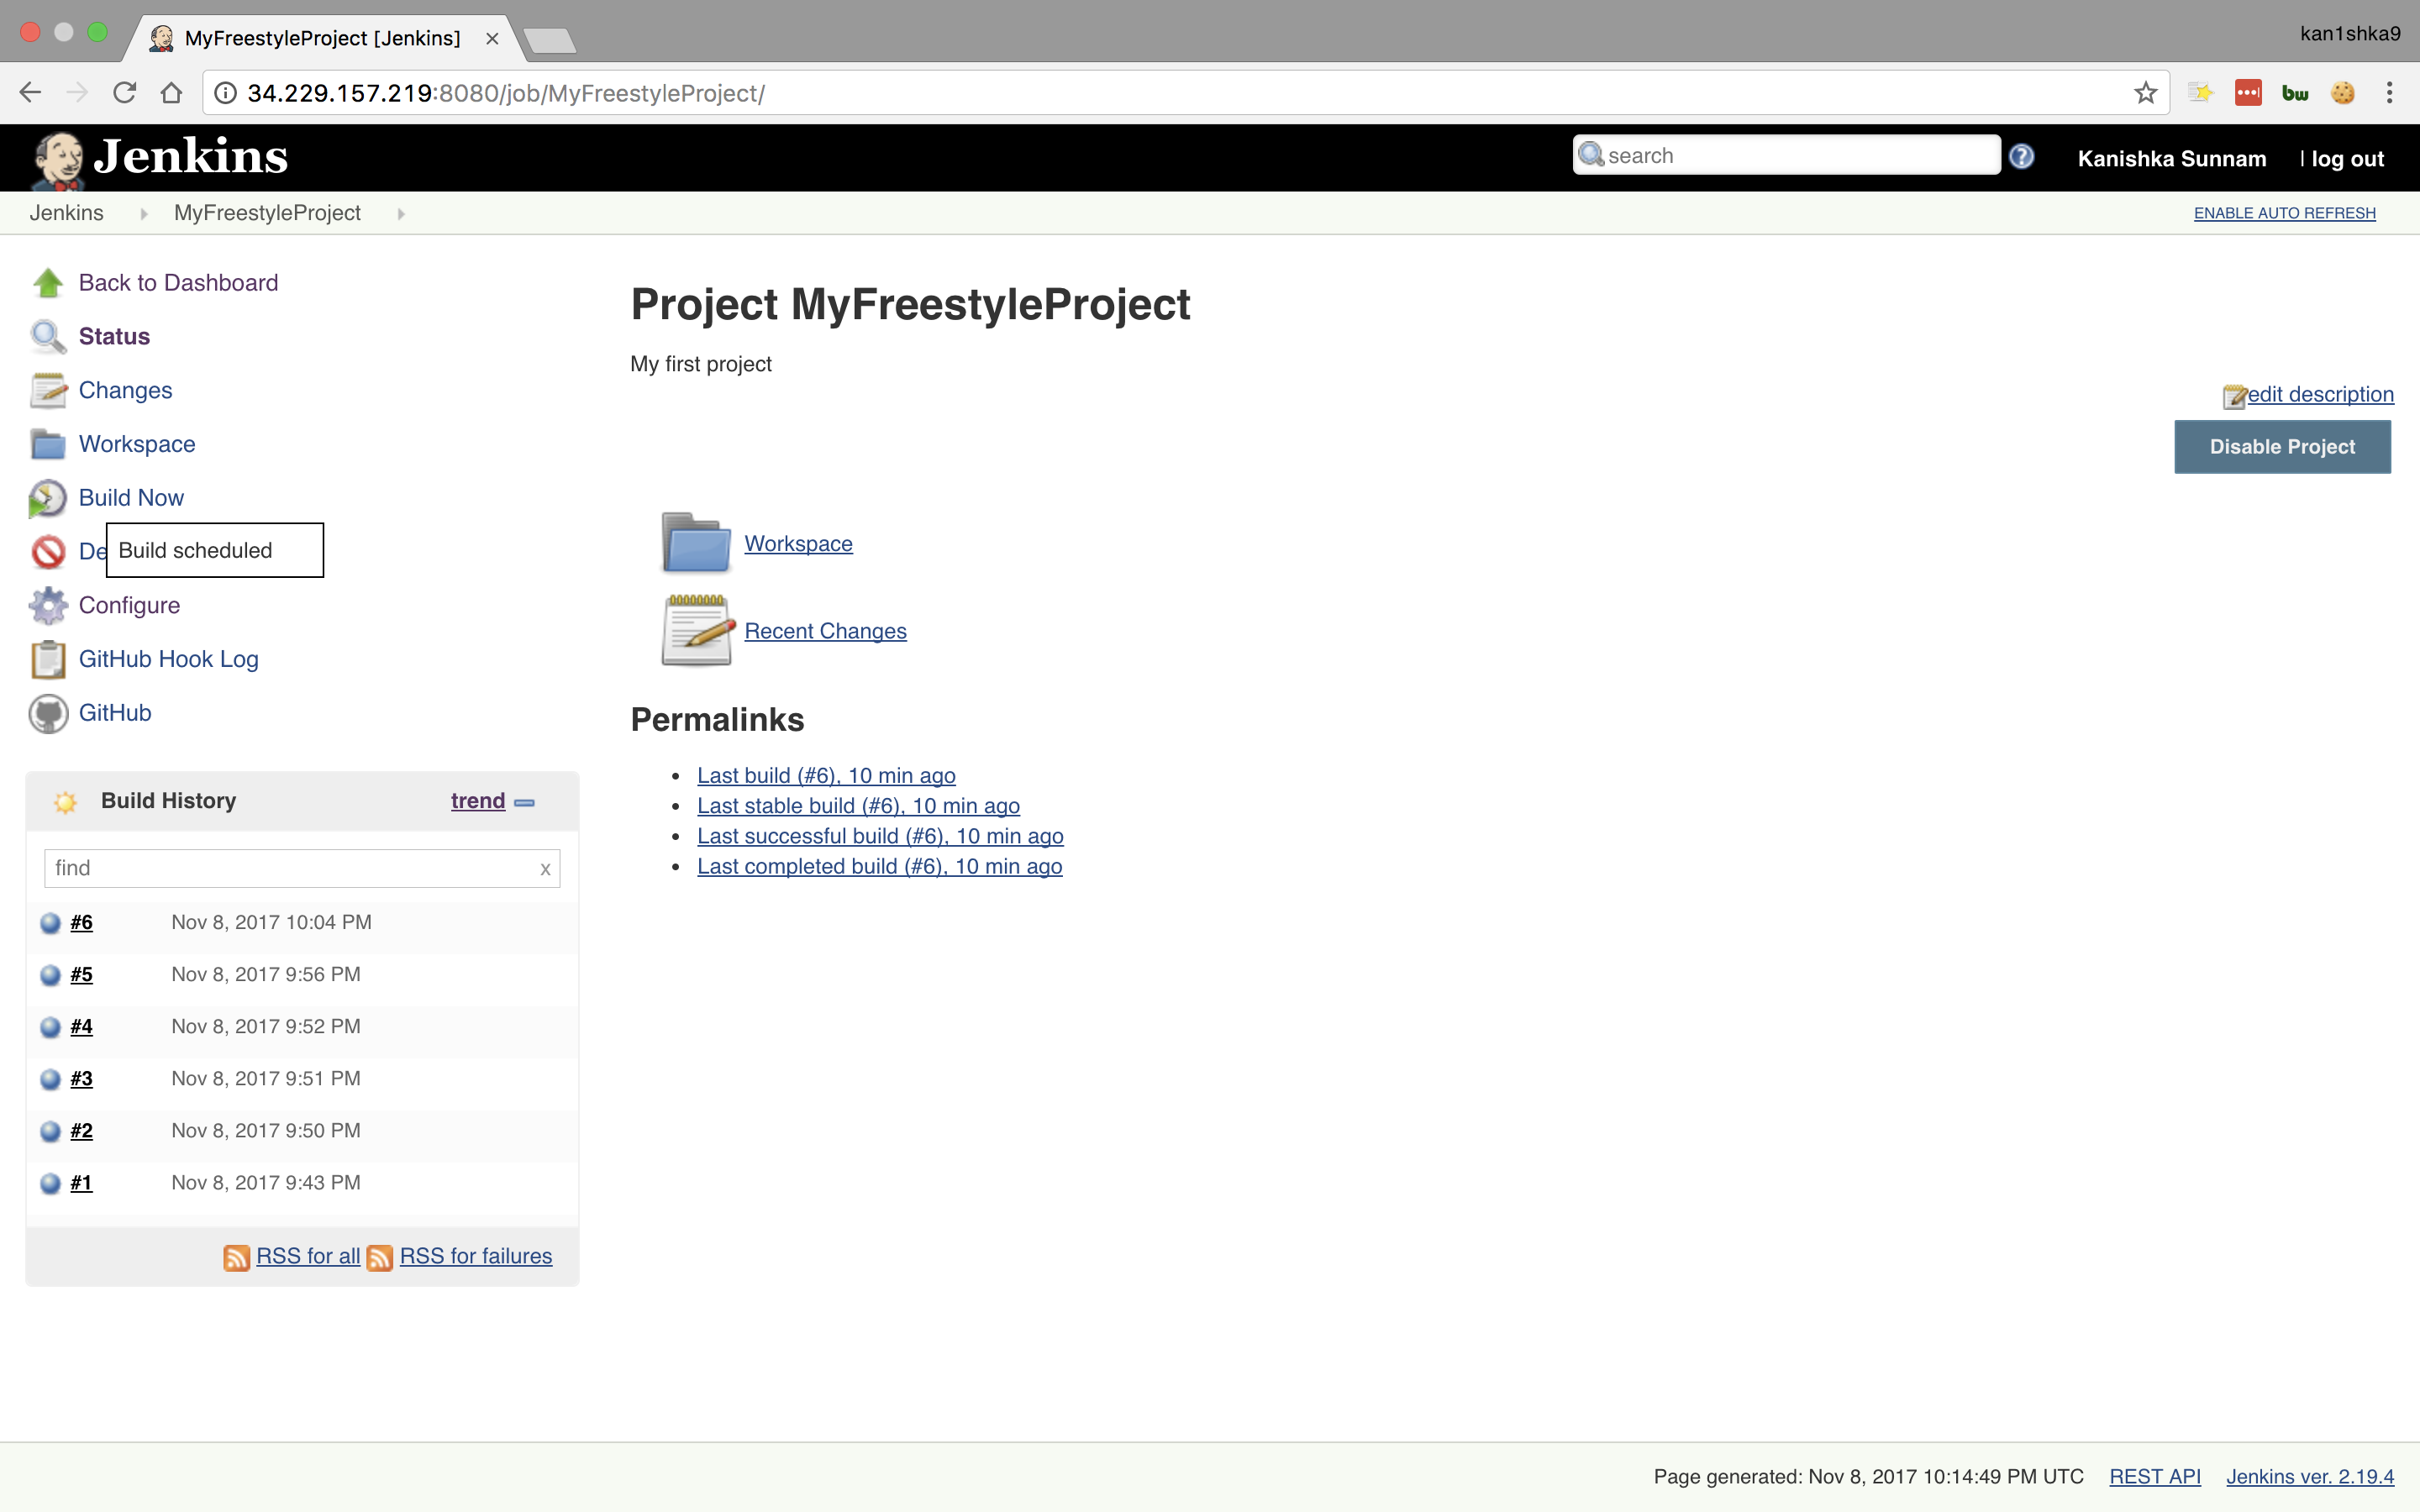 MyFreestyleProject [Jenkins]
kan1shka9
34.229.157.219:8080/job/MyFreestyleProject/
bw
Jenkins
search
Kanishka Sunnam | log out
Jenkins MyFreestyleProject
ENABLE AUTO REFRESH
Back to Dashboard
Status
Changes
Workspace
Build Now
De
Build scheduled
Configure
GitHub Hook Log
GitHub
Project MyFreestyleProject
My first project
edit description
Disable Project
Workspace
Recent Changes
Permalinks
Last build (#6), 10 min ago
Last stable build (#6), 10 min ago
Last successful build (#6), 10 min ago
Last completed build (#6), 10 min ago
Build History trend
find x
#6 Nov 8, 2017 10:04 PM
#5 Nov 8, 2017 9:56 PM
#4 Nov 8, 2017 9:52 PM
#3 Nov 8, 2017 9:51 PM
#2 Nov 8, 2017 9:50 PM
#1 Nov 8, 2017 9:43 PM
RSS for all RSS for failures
Page generated: Nov 8, 2017 10:14:49 PM UTC REST API Jenkins ver. 2.19.4